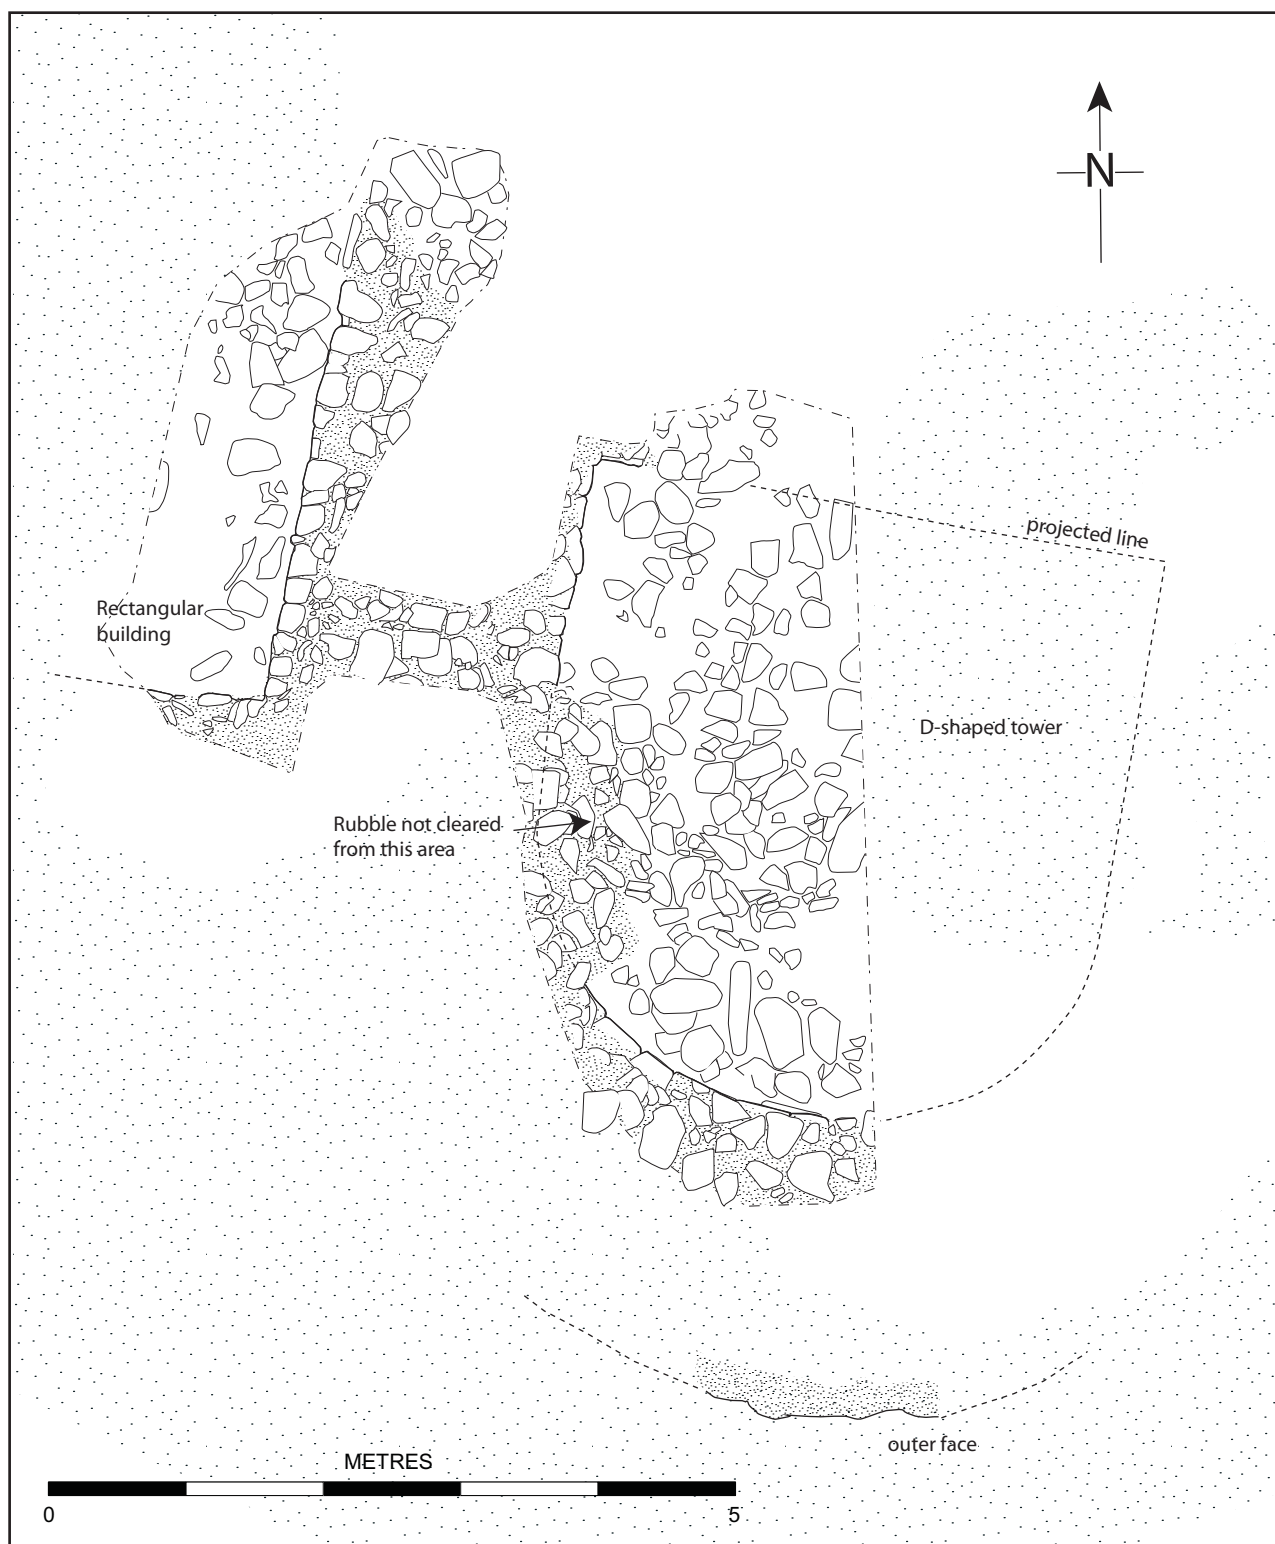 N
projected line
Rectangular
building
D-shaped tower
Rubble not cleared
from this area
outer face
METRES
0 5